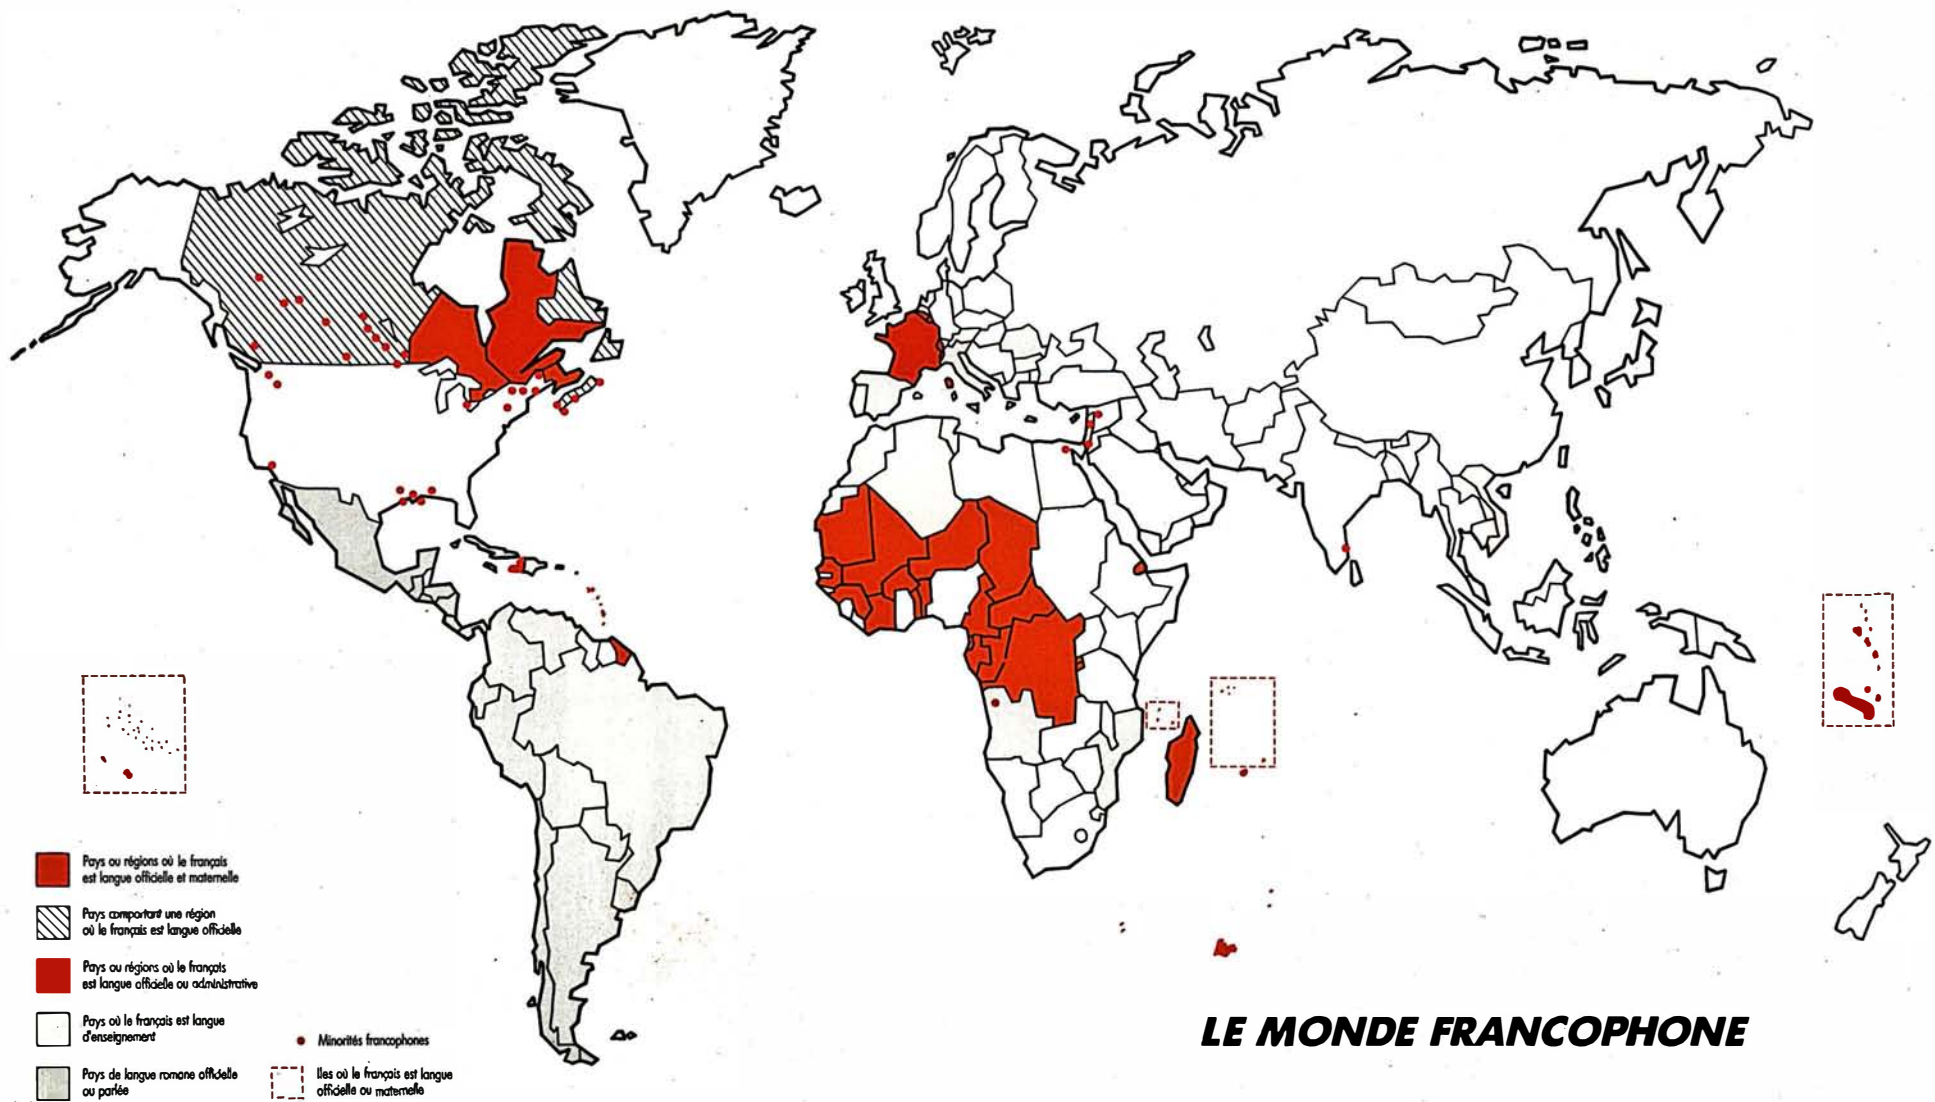 Pays ou régions où le français
est langue officielle et maternelle
Pays comportant une région
où le français est langue officielle
Pays ou régions où le français
est langue officielle ou administrative
Pays où le français est langue
d'enseignement
Pays de langue romane officielle
ou parlée
Minorités francophones
Iles où le français est langue
officielle ou maternelle
LE MONDE FRANCOPHONE